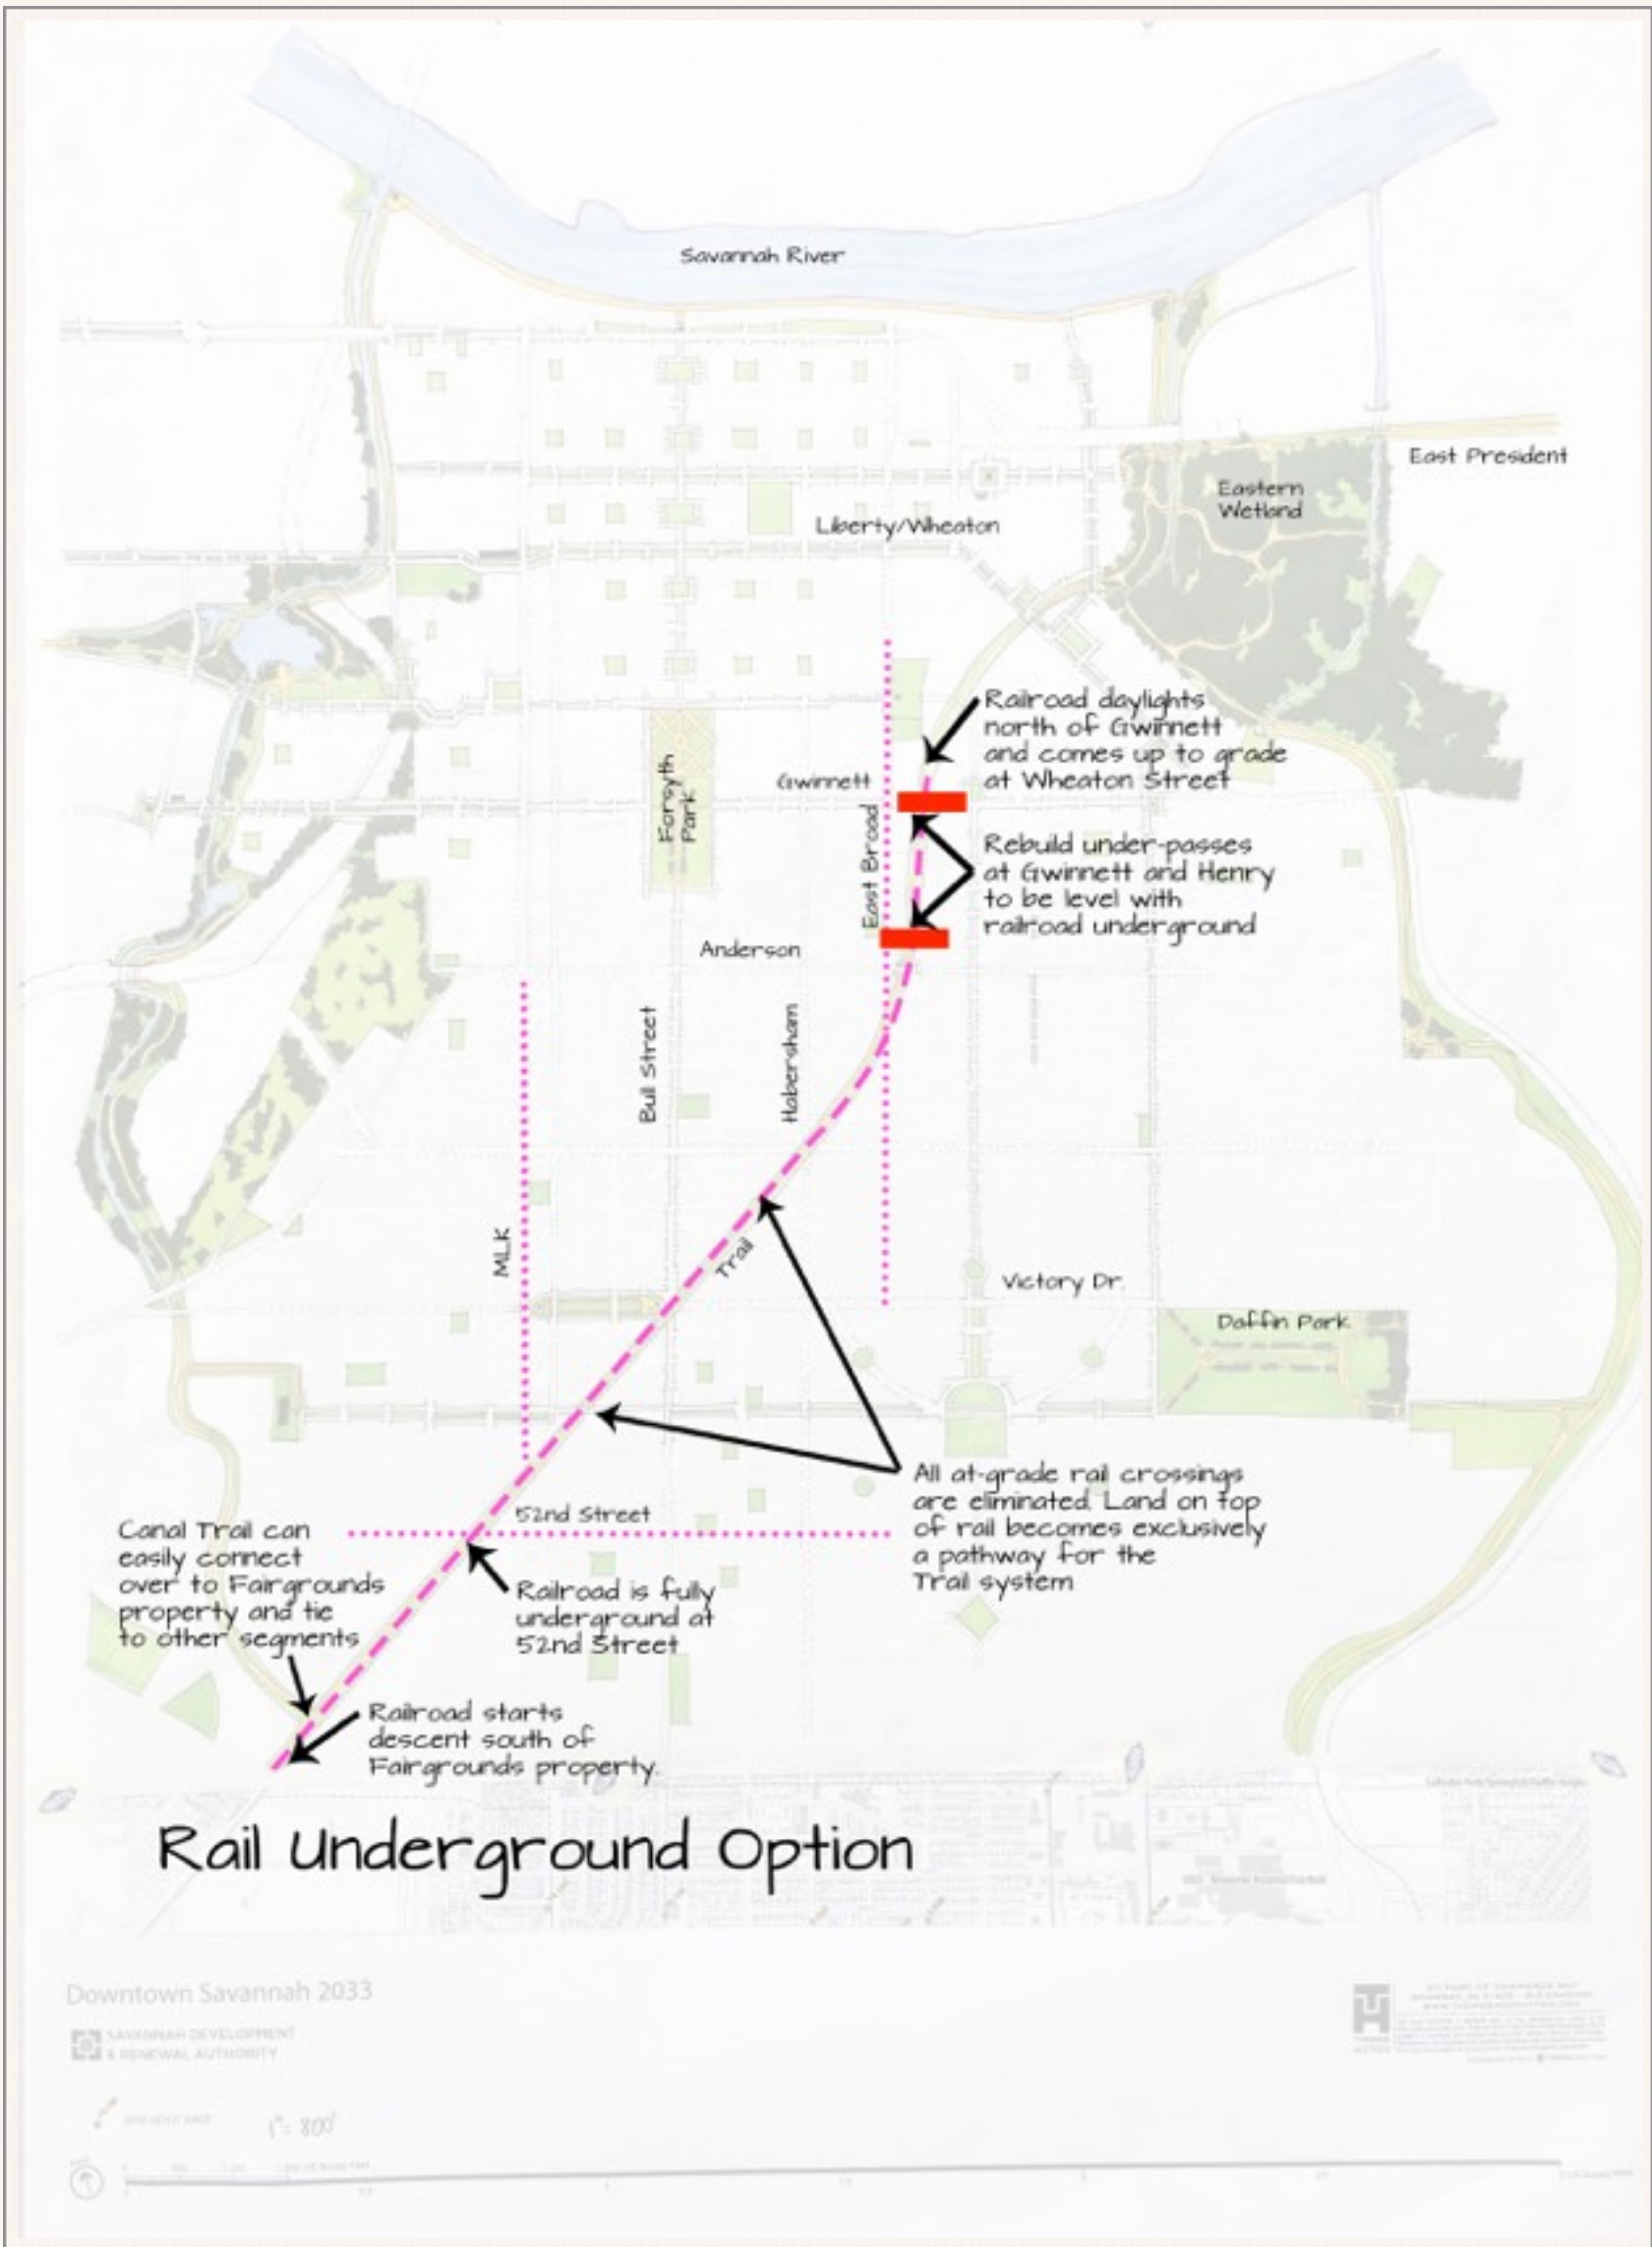 Savannah River
East President
Eastern
Wetland
Liberty/Wheaton
Railroad daylights
north of Gwinnett
and comes up to grade
at Wheaton Street
Gwinnett
Forsyth
Park
East Broad
Rebuild under-passes
at Gwinnett and Henry
to be level with
railroad underground
Anderson
Bull Street
Habersham
MLK
Trail
Victory Dr.
Daffin Park
All at-grade rail crossings
are eliminated. Land on top
of rail becomes exclusively
a pathway for the
Trail system
52nd Street
Canal Trail can
easily connect
over to Fairgrounds
property and tie
to other segments
Railroad is fully
underground at
52nd Street
Railroad starts
descent south of
Fairgrounds property.
Rail Underground Option
Downtown Savannah 2033
SAVANNAH DEVELOPMENT
& RENEWAL AUTHORITY
1"= 800'